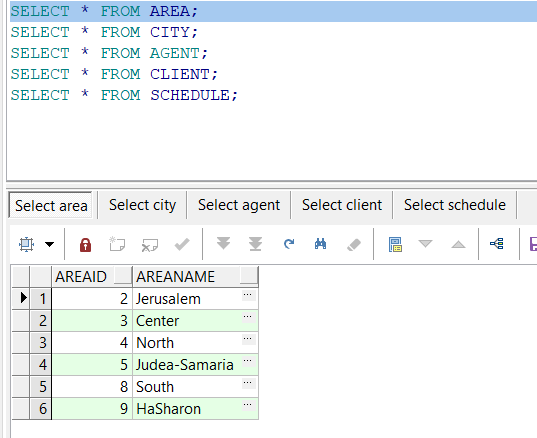 SELECT * FROM AREA;
SELECT * FROM CITY;
SELECT * FROM AGENT;
SELECT * FROM CLIENT;
SELECT * FROM SCHEDULE;
Select area Select city Select agent Select client Select schedule
AREAID AREANAME
1 2 Jerusalem ...
2 3 Center ...
3 4 North ...
4 5 Judea-Samaria ...
5 8 South ...
6 9 HaSharon ...